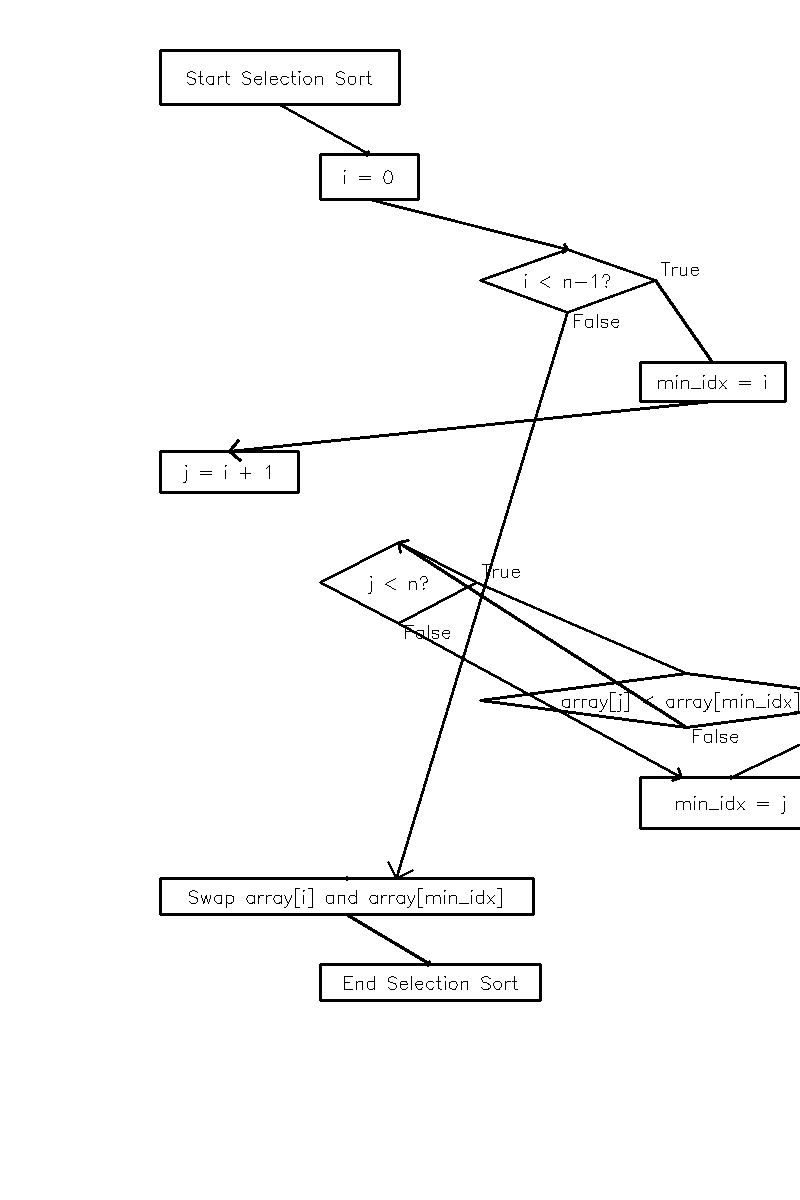 Start Selection Sort
i = 0
i < n-1?
True
False
min_idx = i
j = i + 1
j < n?
True
False
array[j] < array[min_idx]
False
min_idx = j
Swap array[i] and array[min_idx]
End Selection Sort